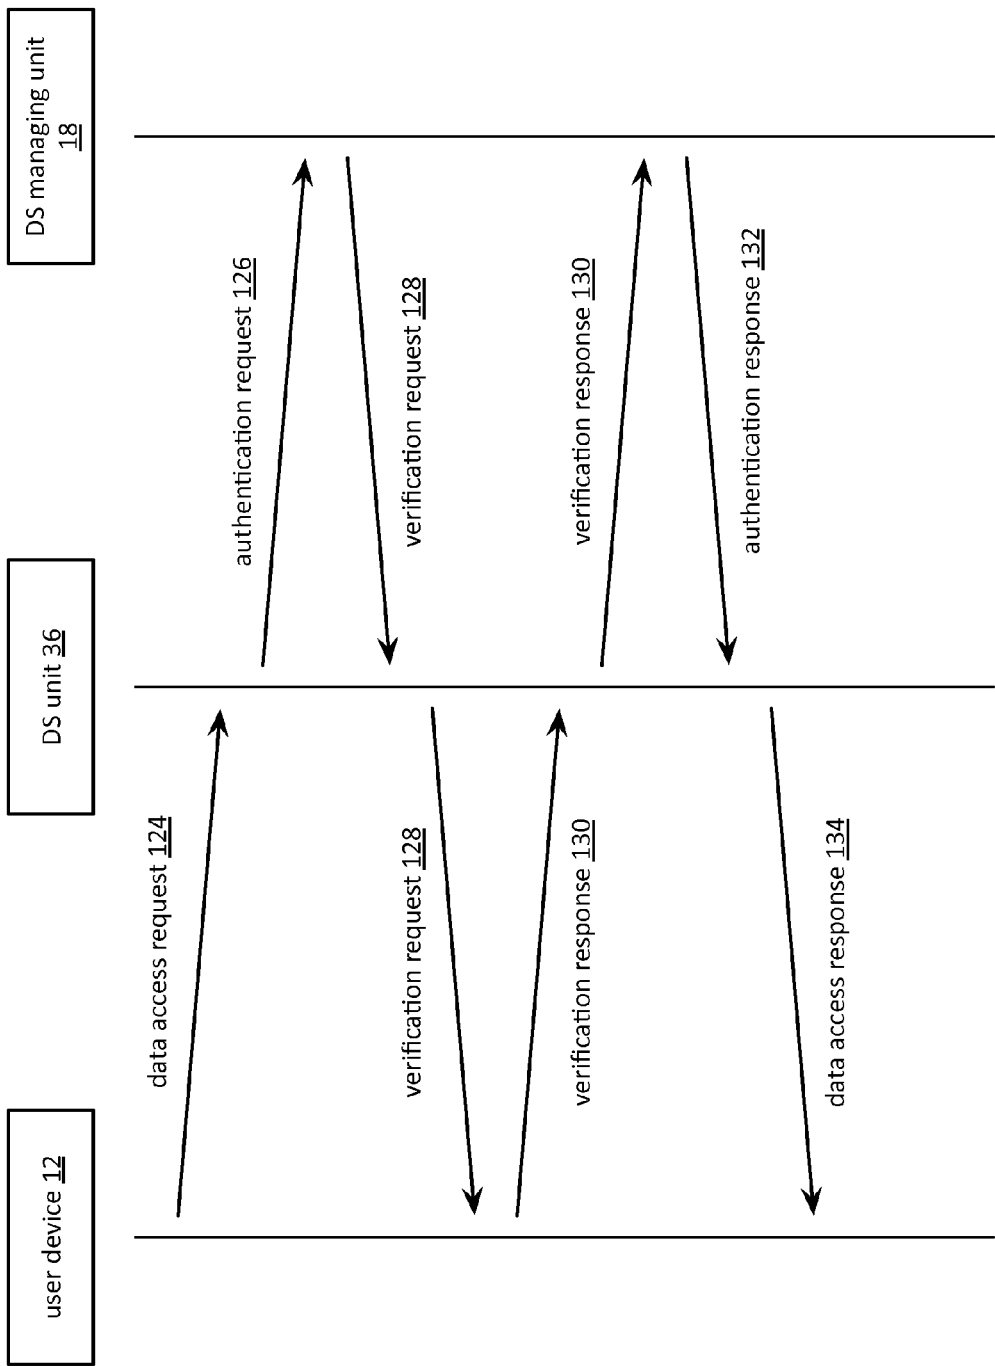 user device 12
DS unit 36
DS managing unit
18
data access request 124
authentication request 126
verification request 128
verification request 128
verification response 130
verification response 130
authentication response 132
data access response 134